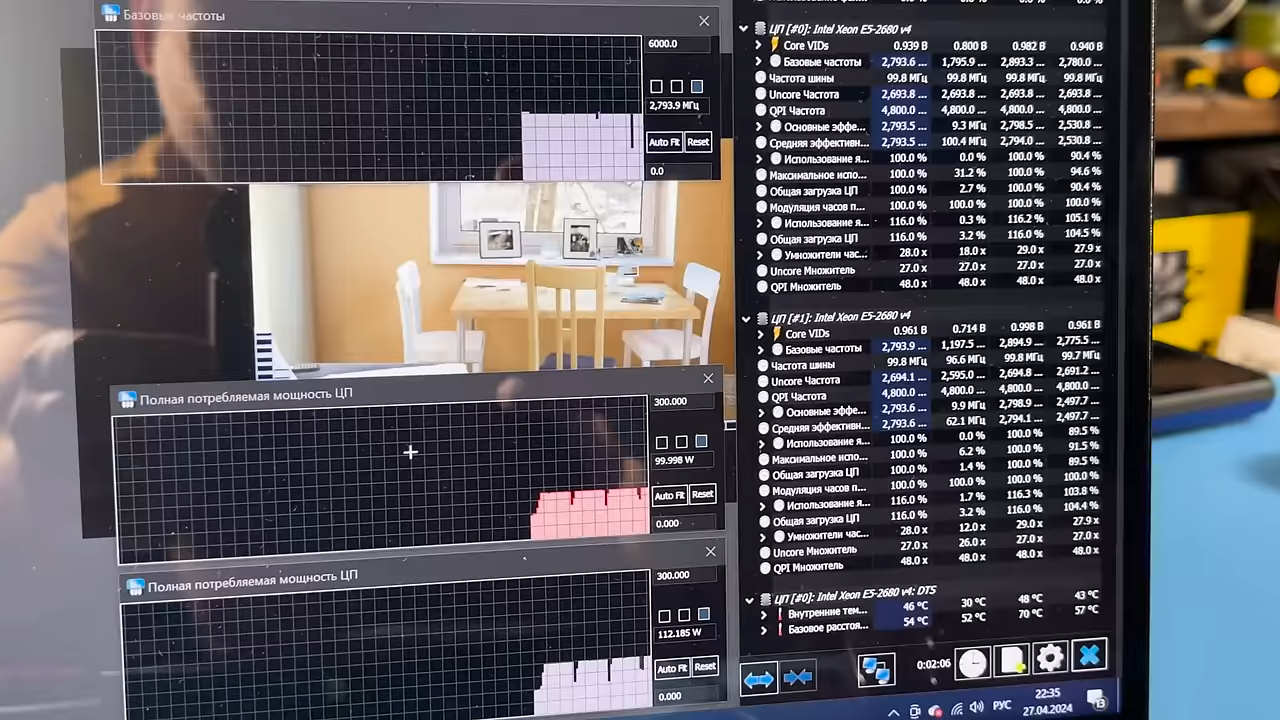 Базовые частоты
6000.0
2,793.9 МГц
Auto Fit Reset
0.0
Полная потребляемая мощность ЦП
300.000
99.998 W
Auto Fit Reset
0.000
Полная потребляемая мощность ЦП
300.000
112.185 W
Auto Fit Reset
0.000
ЦП [#0]: Intel Xeon E5-2680 v4
Core VIDs 0.939 В 0.800 В 0.982 В 0.940 В
Базовые частоты 2,793.6 ... 1,795.9 ... 2,893.3 ... 2,780.0 ...
Частота шины 99.8 МГц 99.8 МГц 99.8 МГц 99.8 МГц
Uncore Частота 2,693.8 ... 2,693.8 ... 2,693.8 ... 2,693.8 ...
QPI Частота 4,800.0 ... 4,800.0 ... 4,800.0 ... 4,800.0 ...
Основные эффе... 2,793.5 ... 9.3 МГц 2,798.5 ... 2,530.8 ...
Средняя эффективн... 2,793.5 ... 100.4 МГц 2,794.0 ... 2,530.8 ...
Использование я... 100.0 % 0.0 % 100.0 % 90.4 %
Максимальное испо... 100.0 % 31.2 % 100.0 % 94.6 %
Общая загрузка ЦП 100.0 % 2.7 % 100.0 % 90.4 %
Модуляция часов п... 100.0 % 100.0 % 100.0 % 100.0 %
Использование я... 116.0 % 0.3 % 116.2 % 105.1 %
Общая загрузка ЦП 116.0 % 3.2 % 116.0 % 104.5 %
Умножители час... 28.0 x 18.0 x 29.0 x 27.9 x
Uncore Множитель 27.0 x 27.0 x 27.0 x 27.0 x
QPI Множитель 48.0 x 48.0 x 48.0 x 48.0 x
ЦП [#1]: Intel Xeon E5-2680 v4
Core VIDs 0.961 В 0.714 В 0.998 В 0.961 В
Базовые частоты 2,793.9 ... 1,197.5 ... 2,894.9 ... 2,775.5 ...
Частота шины 99.8 МГц 96.6 МГц 99.8 МГц 99.7 МГц
Uncore Частота 2,694.1 ... 2,595.0 ... 2,694.8 ... 2,691.2 ...
QPI Частота 4,800.0 ... 4,800.0 ... 4,800.0 ... 4,800.0 ...
Основные эффе... 2,793.6 ... 9.9 МГц 2,798.9 ... 2,497.7 ...
Средняя эффективн... 2,793.6 ... 62.1 МГц 2,794.1 ... 2,497.7 ...
Использование я... 100.0 % 0.0 % 100.0 % 89.5 %
Максимальное испо... 100.0 % 6.2 % 100.0 % 91.5 %
Общая загрузка ЦП 100.0 % 1.4 % 100.0 % 89.5 %
Модуляция часов п... 100.0 % 100.0 % 100.0 % 100.0 %
Использование я... 116.0 % 1.7 % 116.3 % 103.8 %
Общая загрузка ЦП 116.0 % 3.2 % 116.0 % 104.4 %
Умножители час... 28.0 x 12.0 x 29.0 x 27.9 x
Uncore Множитель 27.0 x 26.0 x 27.0 x 27.0 x
QPI Множитель 48.0 x 48.0 x 48.0 x 48.0 x
ЦП [#0]: Intel Xeon E5-2680 v4: DTS
Внутренние тем... 46 °C 30 °C 48 °C 43 °C
Базовое расстоя... 54 °C 52 °C 70 °C 57 °C
0:02:06
РУС
22:35
27.04.2024
13